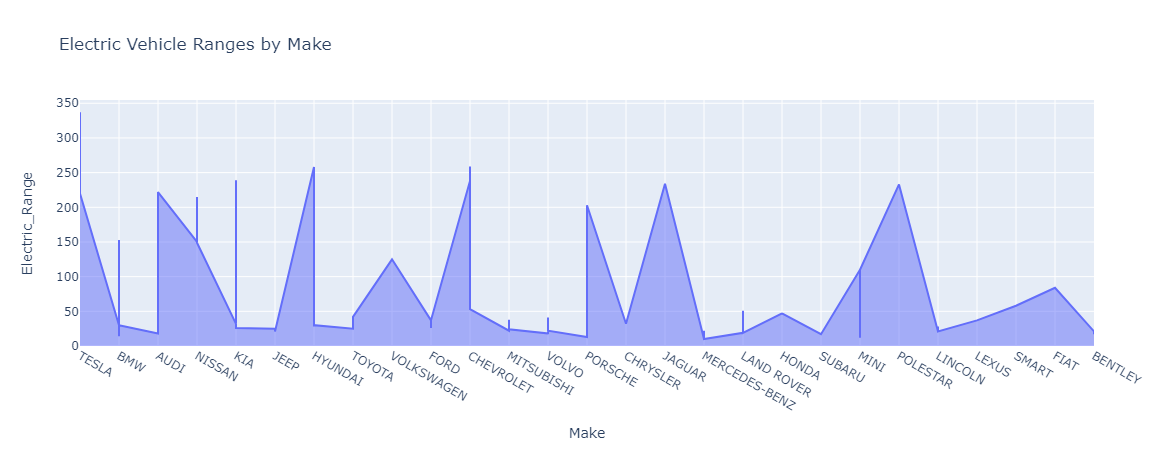 Electric Vehicle Ranges by Make
Electric_Range
350
300
250
200
150
100
50
0
TESLA
BMW
AUDI
NISSAN
KIA
JEEP
HYUNDAI
TOYOTA
VOLKSWAGEN
FORD
CHEVROLET
MITSUBISHI
VOLVO
PORSCHE
CHRYSLER
JAGUAR
MERCEDES-BENZ
LAND ROVER
HONDA
SUBARU
MINI
POLESTAR
LINCOLN
LEXUS
SMART
FIAT
BENTLEY
Make